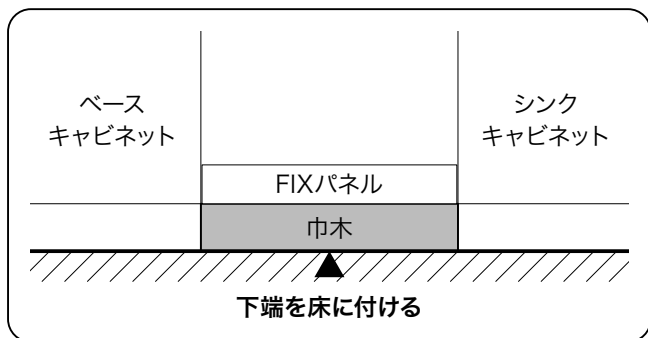 ベース
キャビネット
シンク
キャビネット
FIXパネル
巾木
下端を床に付ける